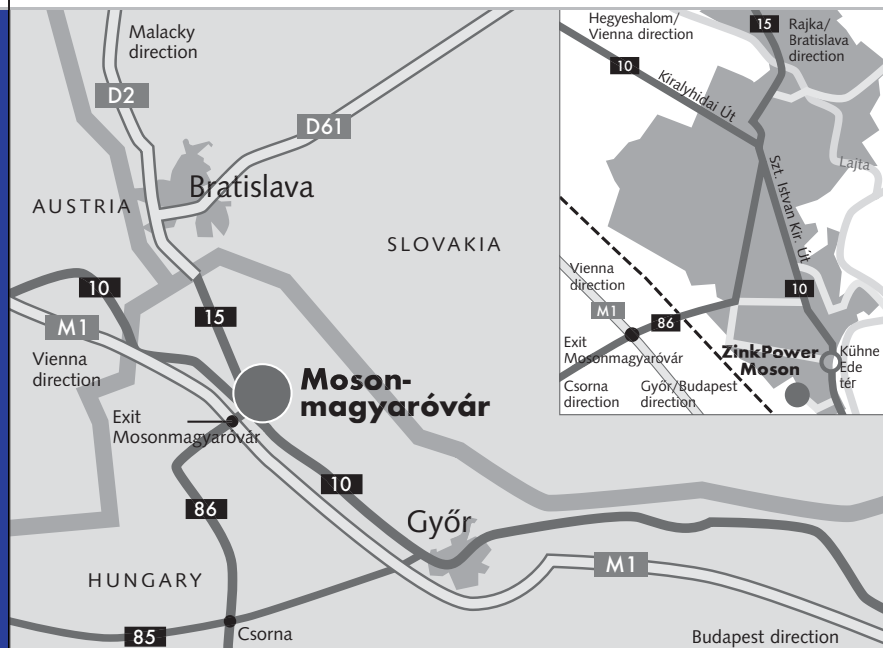 Malacky
direction
D2
D61
Bratislava
AUSTRIA
SLOVAKIA
10
15
M1
Vienna
direction
Moson-
magyaróvár
Exit
Mosonmagyaróvár
10
86
Győr
HUNGARY
M1
85
Csorna
Budapest direction
Hegyeshalom/
Vienna direction
15
Rajka/
Bratislava
direction
10
Kiralyhidai Út
Lajta
Szt. Istvan Kir. Út
Vienna
direction
10
M1
86
Exit
Mosonmagyaróvár
ZinkPower
Moson
Kühne
Ede
tér
Csorna
direction
Győr/Budapest
direction